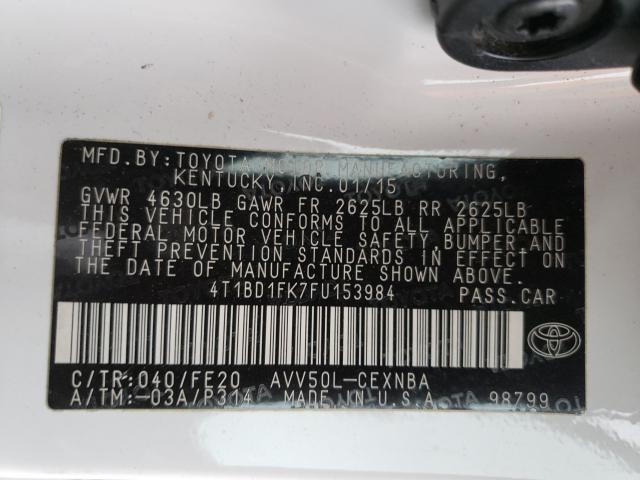 MFD.BY:TOYOTA MOTOR MANUFACTURING,
KENTUCKY, INC. 01/15
GVWR 4630LB GAWR FR 2625LB RR 2625LB
THIS VEHICLE CONFORMS TO ALL APPLICABLE
FEDERAL MOTOR VEHICLE SAFETY, BUMPER, AND
THEFT PREVENTION STANDARDS IN EFFECT ON
THE DATE OF MANUFACTURE SHOWN ABOVE.
4T1BD1FK7FU153984 PASS.CAR
C/TR:040/FE20 AVV50L-CEXNBA
A/TM:-03A/P314 MADE IN U.S.A 98799